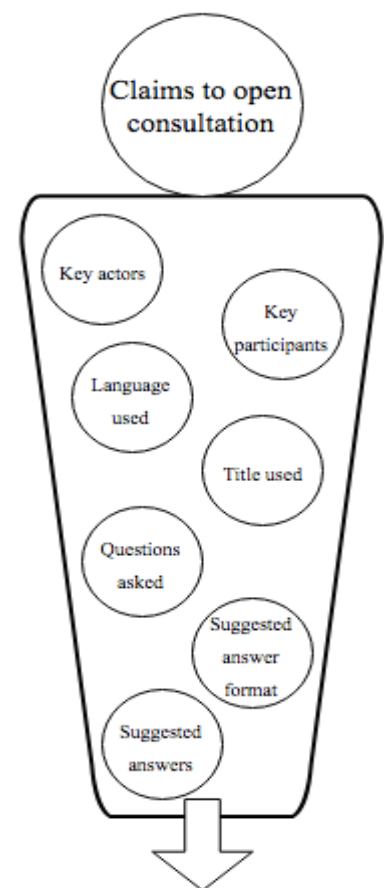 Claims to open
consultation
Key actors
Key
participants
Language
used
Title used
Questions
asked
Suggested
answer
format
Suggested
answers